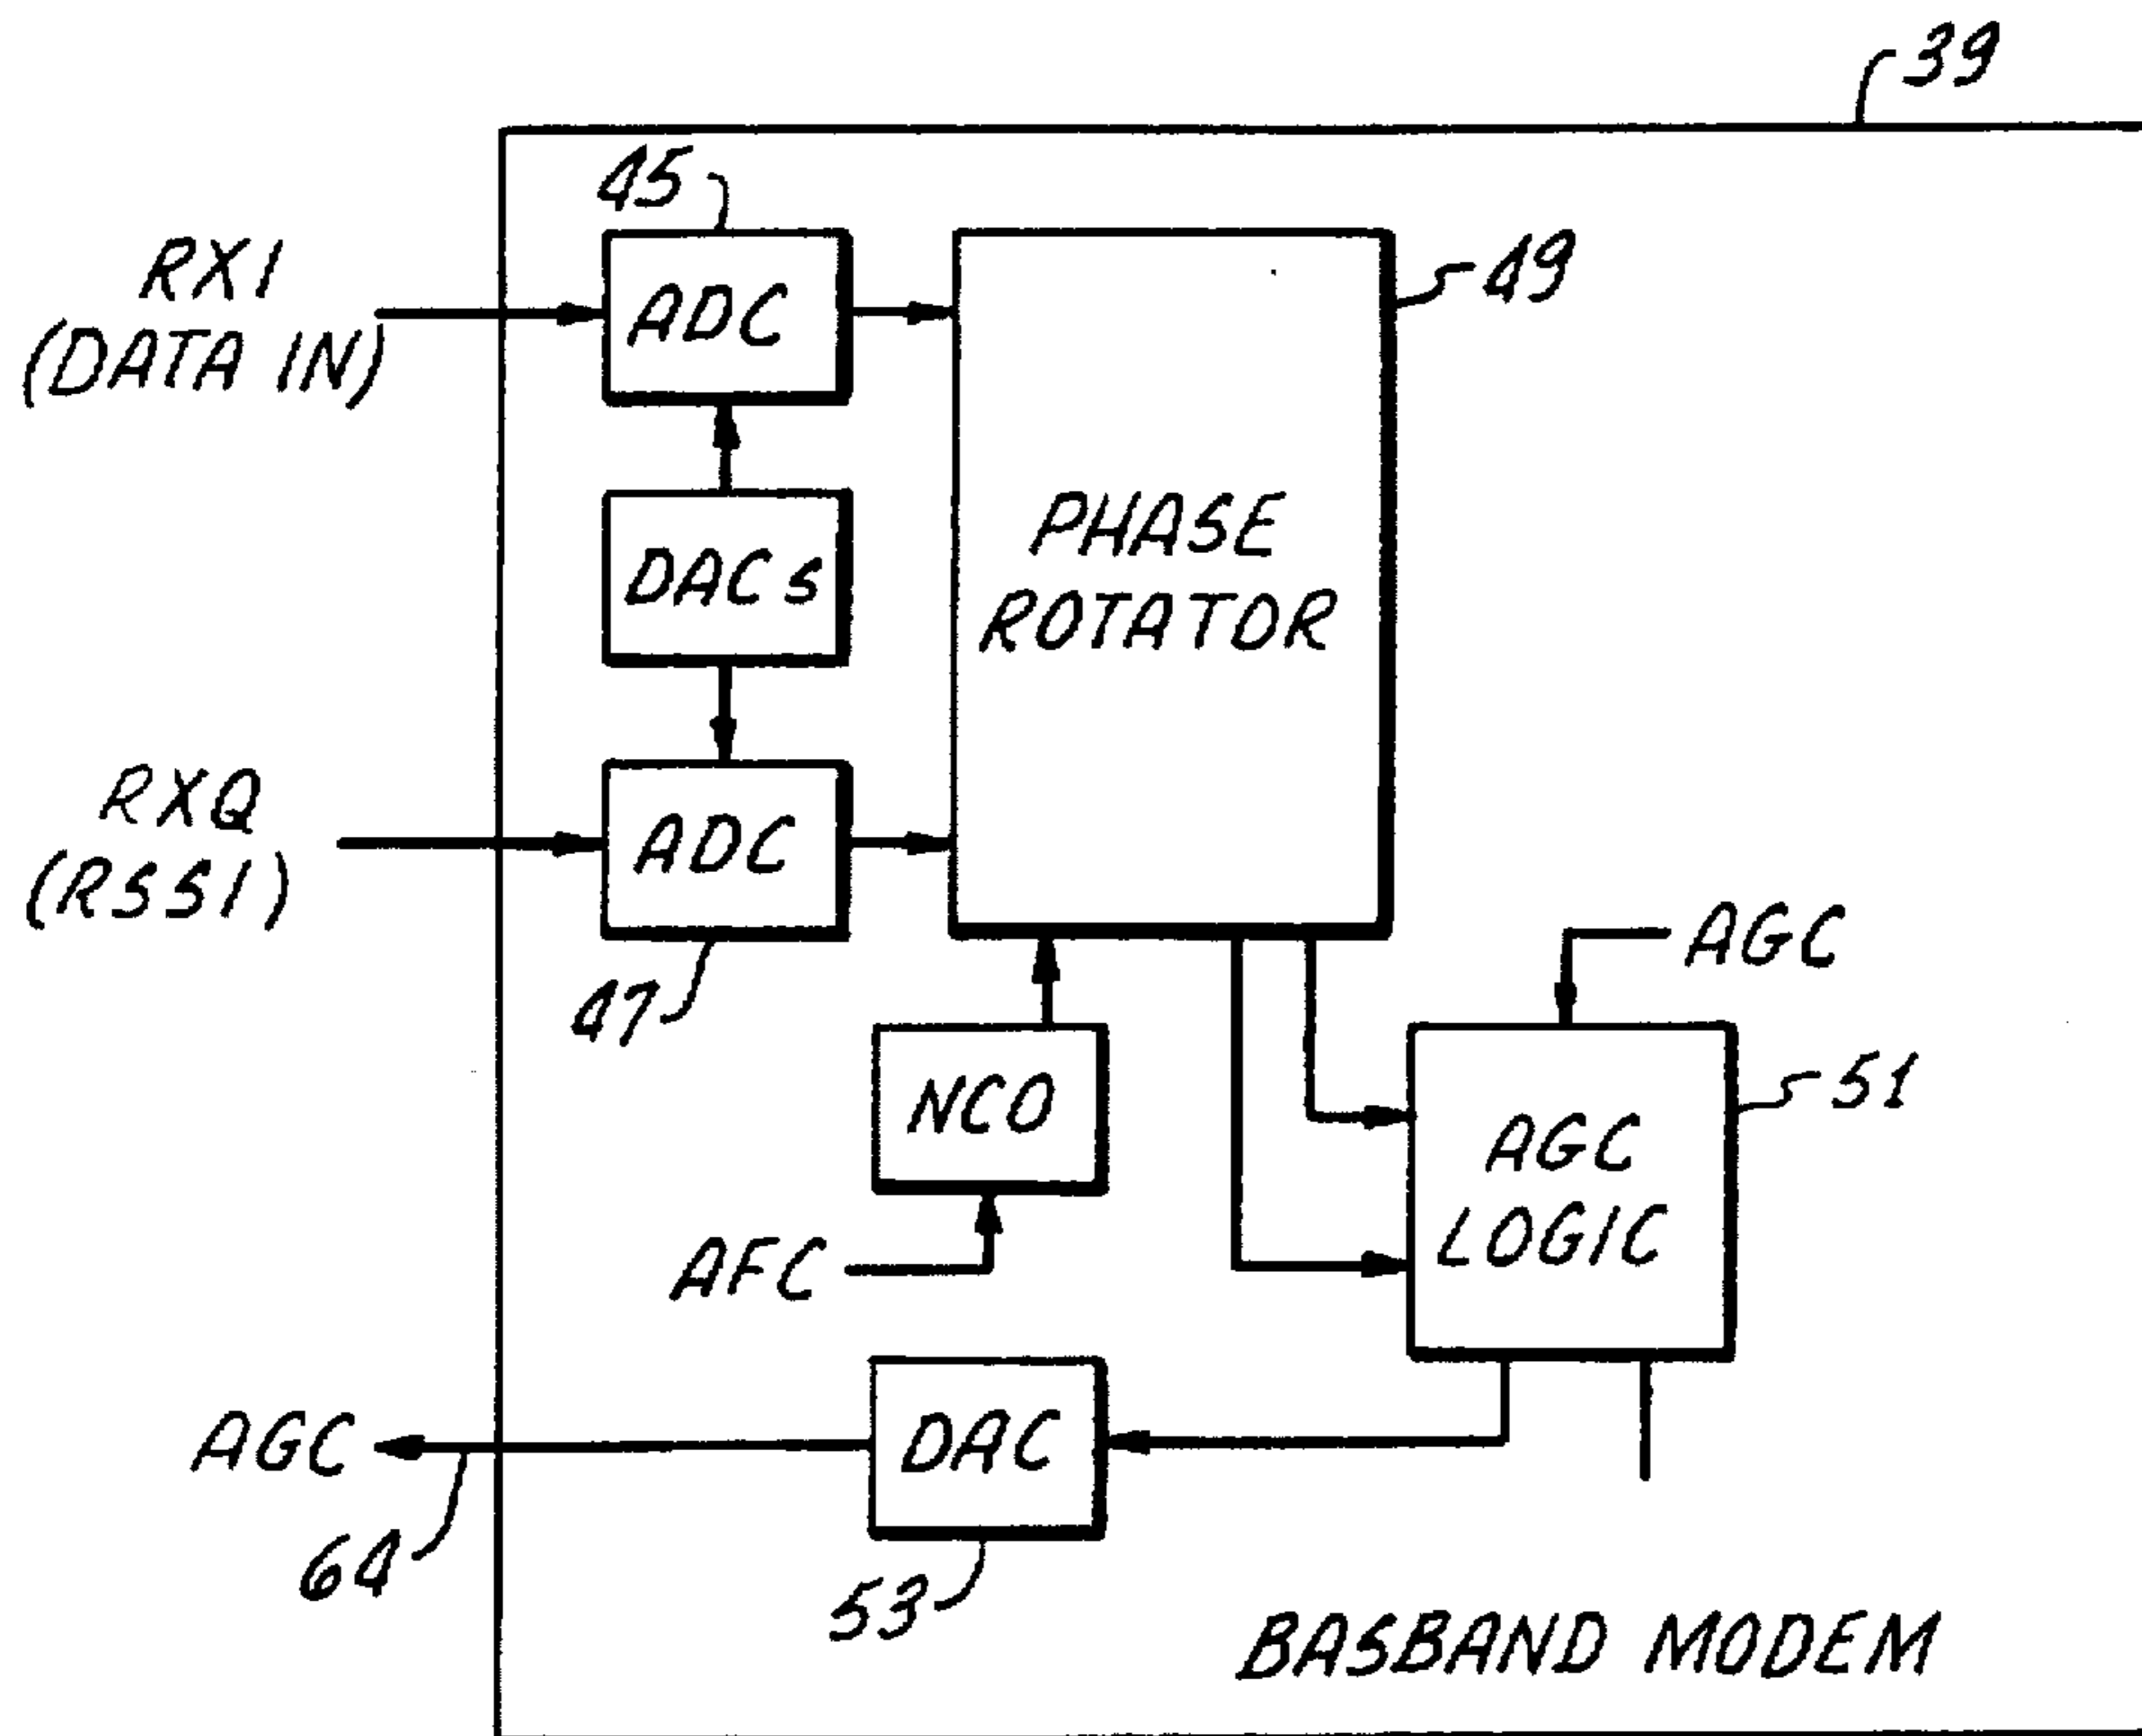 39
45
RXI
(DATA IN)
ADC
49
DACS
PHASE
ROTATOR
RXQ
(RSSI)
ADC
47
AGC
NCO
51
AGC
LOGIC
AFC
AGC
DAC
64
53
BASBAND MODEM